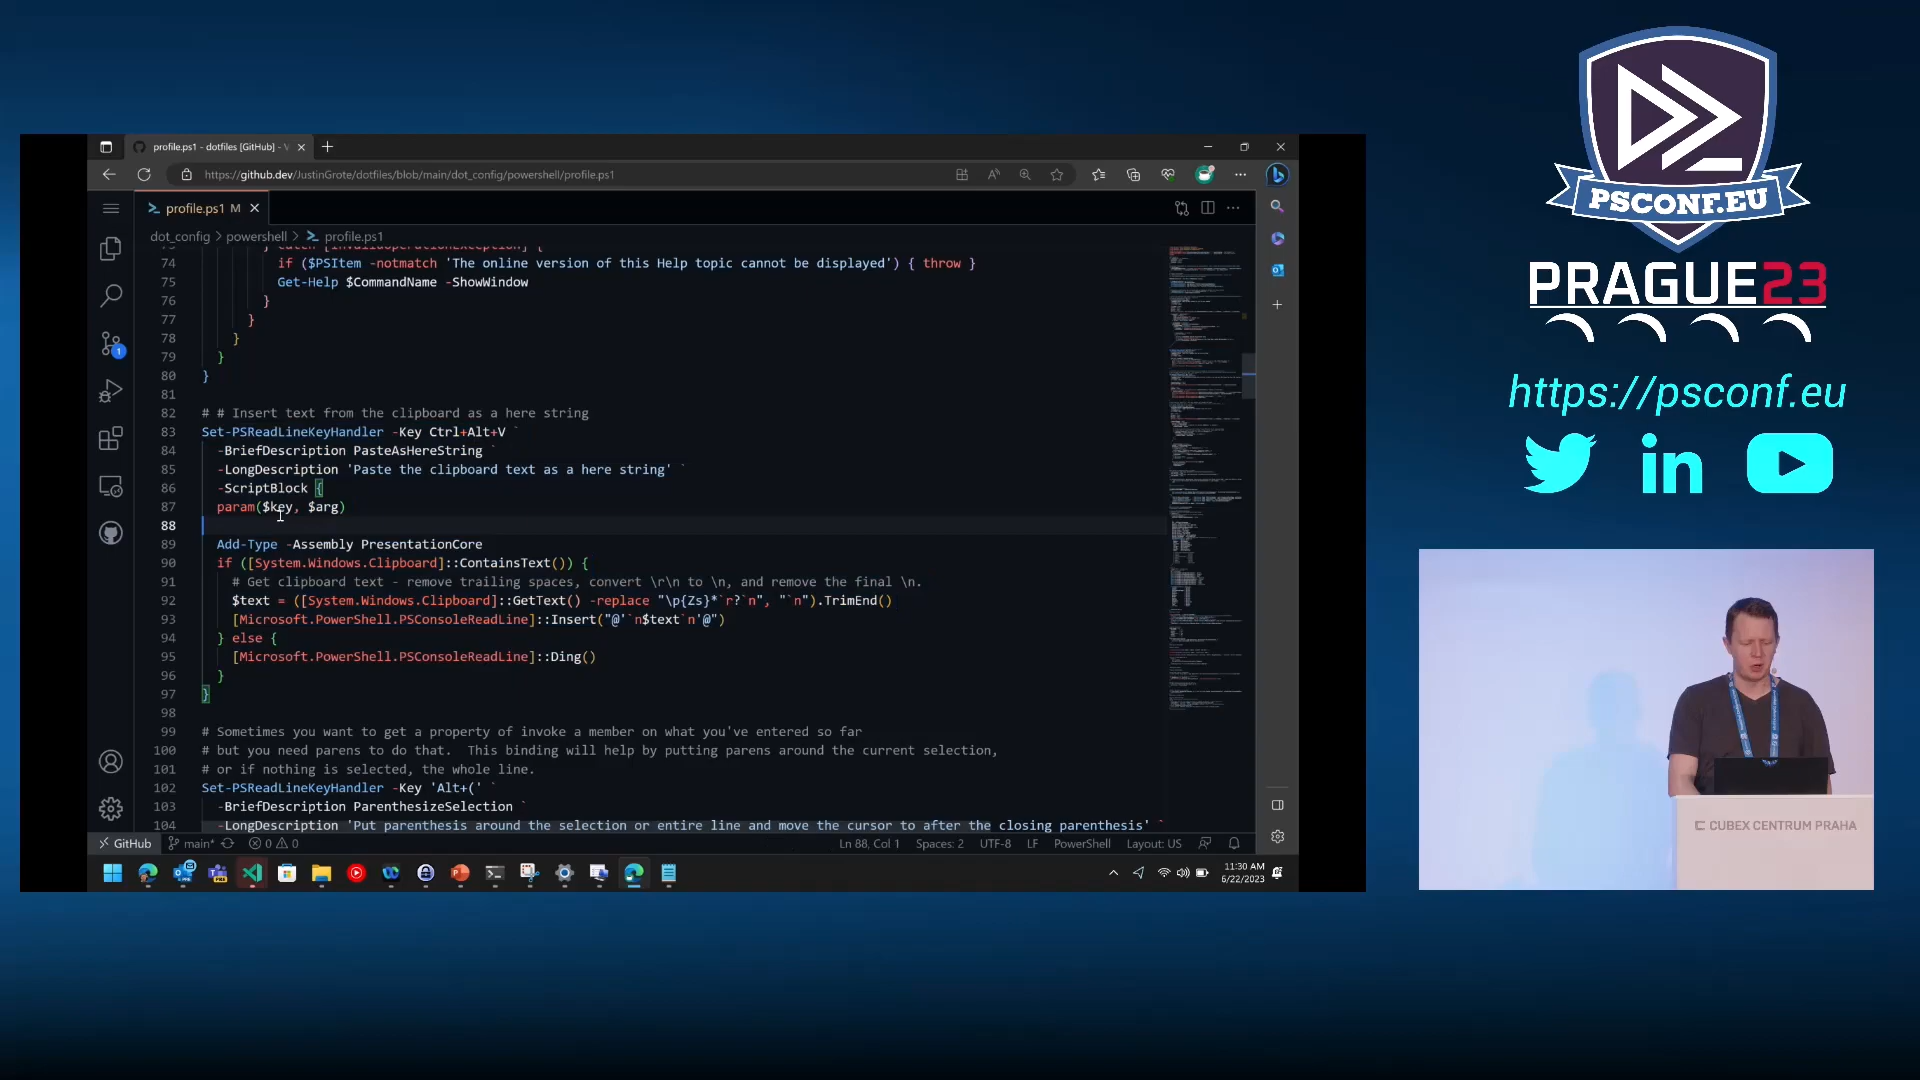 profile.ps1 - dotfiles [GitHub] - V
https://github.dev/JustinGrote/dotfiles/blob/main/dot_config/powershell/profile.ps1
profile.ps1 M
dot_config > powershell > profile.ps1
74 if ($PSItem -notmatch 'The online version of this Help topic cannot be displayed') { throw }
75 Get-Help $CommandName -ShowWindow
76 }
77 }
78 }
79 }
80 }
81
82 # # Insert text from the clipboard as a here string
83 Set-PSReadLineKeyHandler -Key Ctrl+Alt+V `
84 -BriefDescription PasteAsHereString `
85 -LongDescription 'Paste the clipboard text as a here string' `
86 -ScriptBlock {
87 param($key, $arg)
88
89 Add-Type -Assembly PresentationCore
90 if ([System.Windows.Clipboard]::ContainsText()) {
91 # Get clipboard text - remove trailing spaces, convert \r\n to \n, and remove the final \n.
92 $text = ([System.Windows.Clipboard]::GetText() -replace "\p{Zs}*`r?`n", "`n").TrimEnd()
93 [Microsoft.PowerShell.PSConsoleReadLine]::Insert("@'`n$text`n'@")
94 } else {
95 [Microsoft.PowerShell.PSConsoleReadLine]::Ding()
96 }
97 }
98
99 # Sometimes you want to get a property of invoke a member on what you've entered so far
100 # but you need parens to do that.  This binding will help by putting parens around the current selection,
101 # or if nothing is selected, the whole line.
102 Set-PSReadLineKeyHandler -Key 'Alt+(' `
103 -BriefDescription ParenthesizeSelection `
104 -LongDescription 'Put parenthesis around the selection or entire line and move the cursor to after the closing parenthesis' `
GitHub main* 0 0 Ln 88, Col 1 Spaces: 2 UTF-8 LF PowerShell Layout: US
11:30 AM
6/22/2023
PSCONF.EU
PRAGUE23
https://psconf.eu
in
CUBEX CENTRUM PRAHA